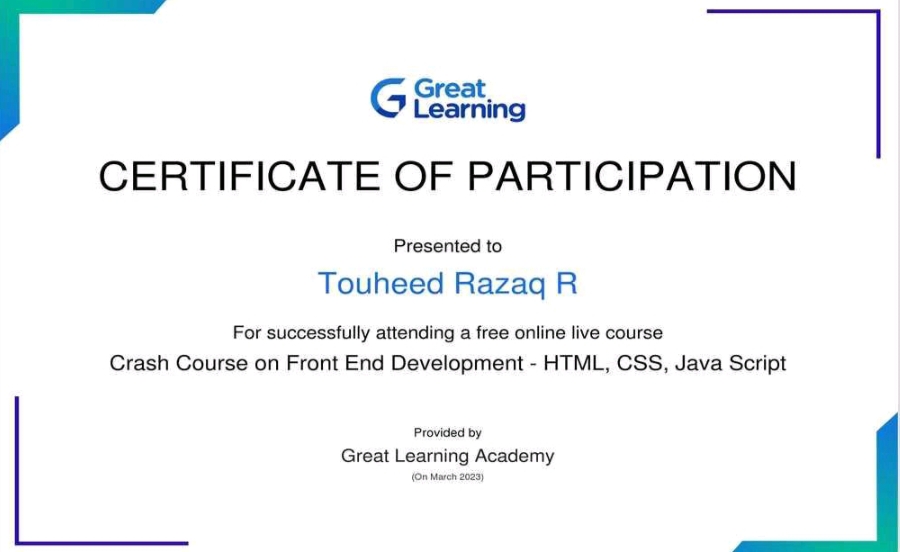 Great
Learning
CERTIFICATE OF PARTICIPATION
Presented to
Touheed Razaq R
For successfully attending a free online live course
Crash Course on Front End Development - HTML, CSS, Java Script
Provided by
Great Learning Academy
(On March 2023)